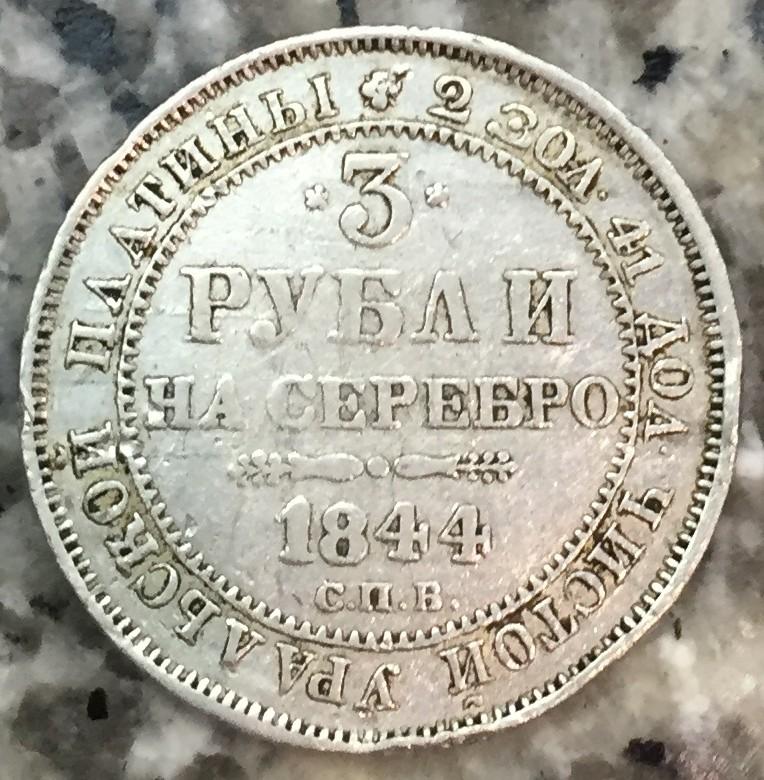 * 3 *
РУБЛИ
НА СЕРЕБРО
1844
С.П.Б.
* 2 ЗОЛ. 41 ДОЛ. ЧИСТОЙ УРАЛЬСКОЙ ПЛАТИНЫ